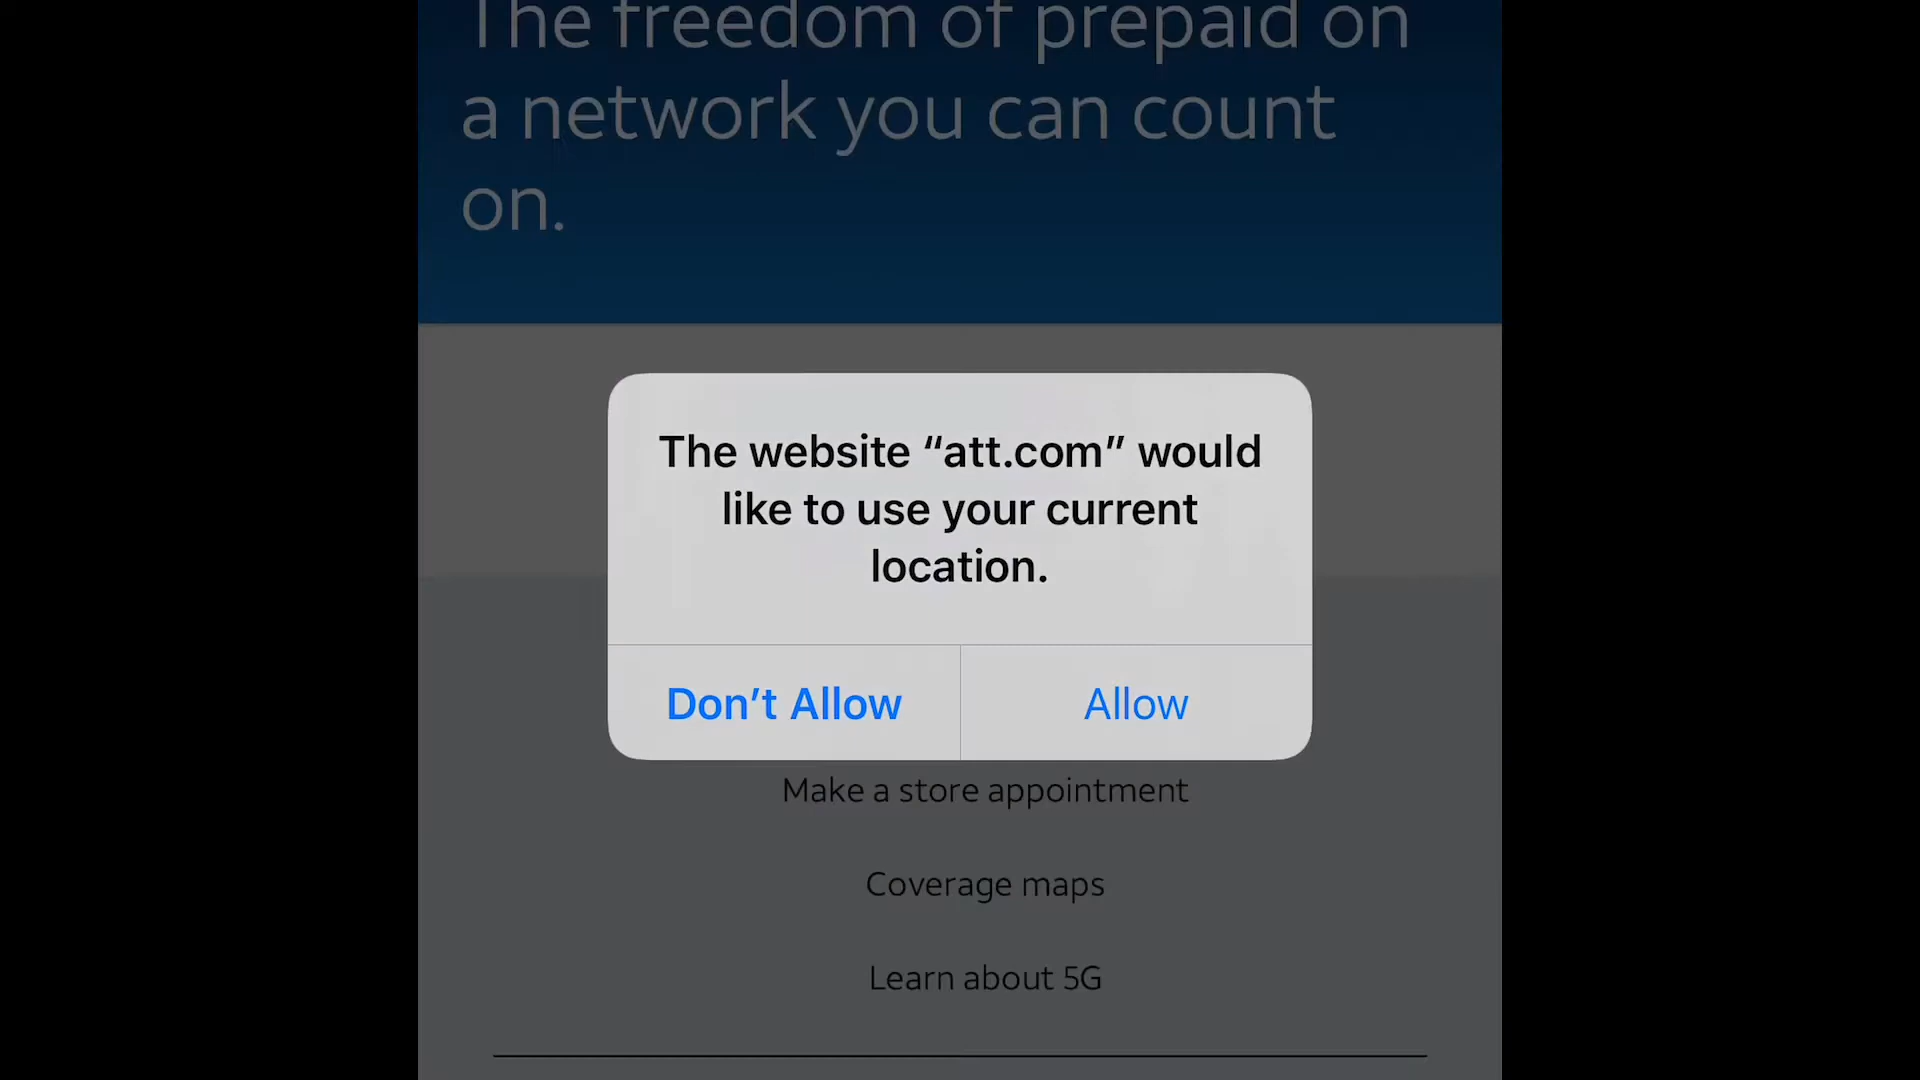 The freedom of prepaid on
a network you can count
on.
The website “att.com” would
like to use your current
location.
Don’t Allow
Allow
Make a store appointment
Coverage maps
Learn about 5G